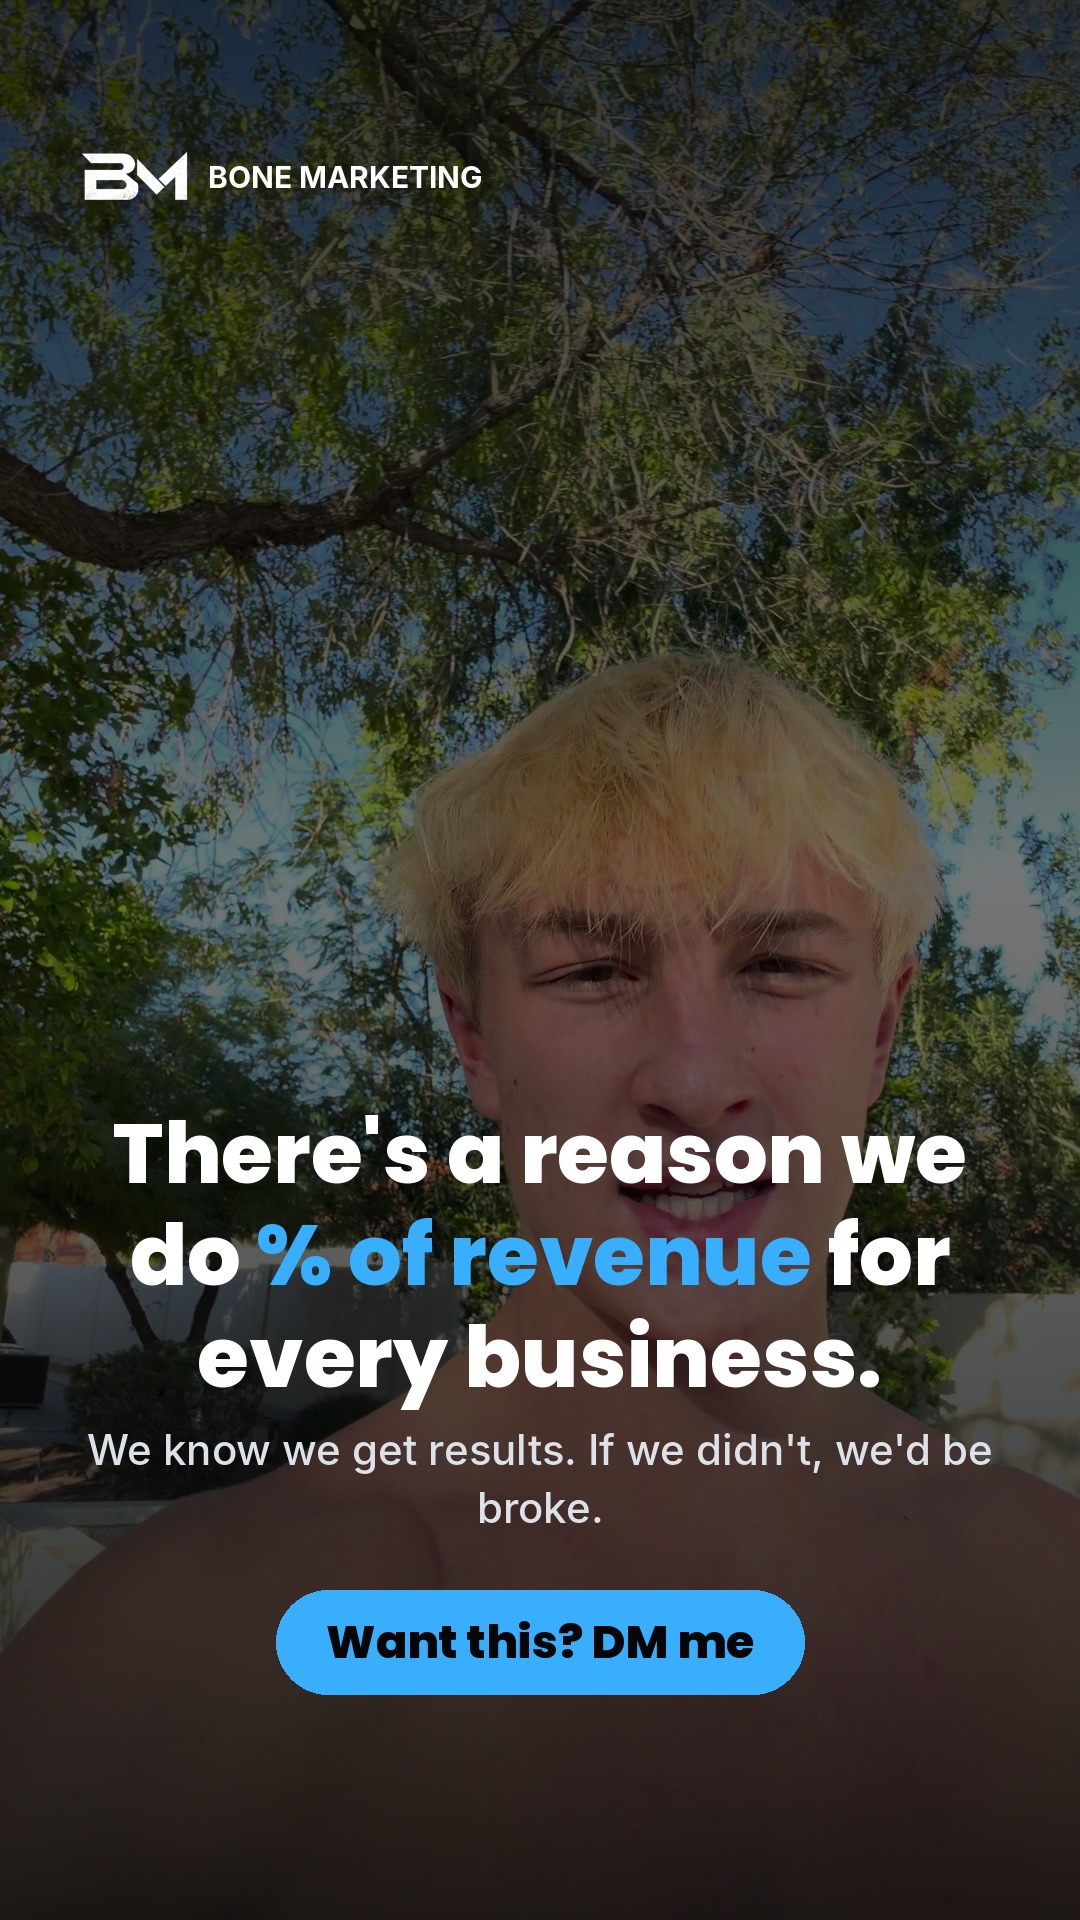 BM BONE MARKETING
There's a reason we
do % of revenue for
every business.
We know we get results. If we didn't, we'd be
broke.
Want this? DM me